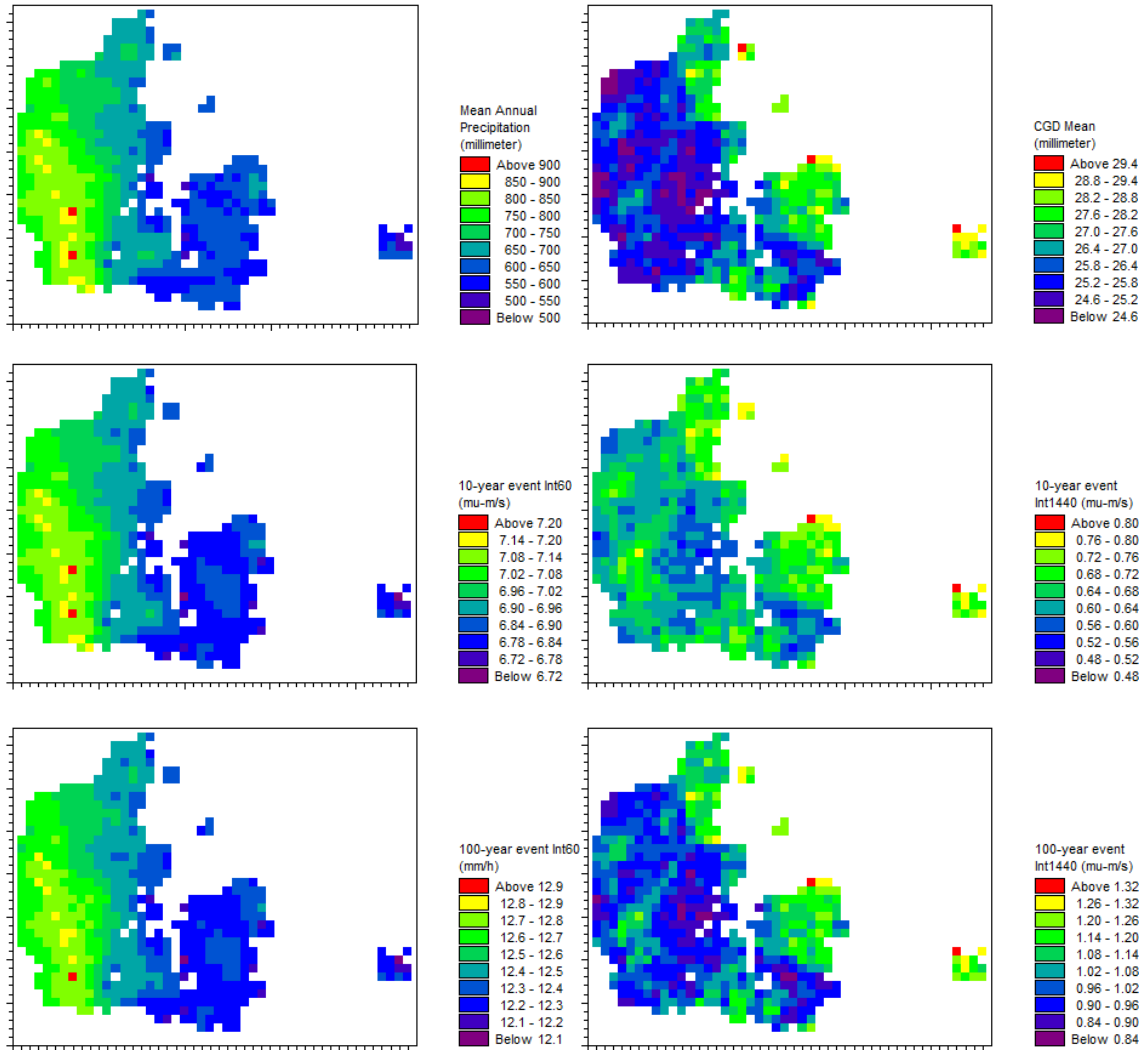 Mean Annual
Precipitation
(millimeter)
Above 900
850 - 900
800 - 850
750 - 800
700 - 750
650 - 700
600 - 650
550 - 600
500 - 550
Below 500
CGD Mean
(millimeter)
Above 29.4
28.8 - 29.4
28.2 - 28.8
27.6 - 28.2
27.0 - 27.6
26.4 - 27.0
25.8 - 26.4
25.2 - 25.8
24.6 - 25.2
Below 24.6
10-year event Int60
(mu-m/s)
Above 7.20
7.14 - 7.20
7.08 - 7.14
7.02 - 7.08
6.96 - 7.02
6.90 - 6.96
6.84 - 6.90
6.78 - 6.84
6.72 - 6.78
Below 6.72
10-year event
Int1440 (mu-m/s)
Above 0.80
0.76 - 0.80
0.72 - 0.76
0.68 - 0.72
0.64 - 0.68
0.60 - 0.64
0.56 - 0.60
0.52 - 0.56
0.48 - 0.52
Below 0.48
100-year event Int60
(mm/h)
Above 12.9
12.8 - 12.9
12.7 - 12.8
12.6 - 12.7
12.5 - 12.6
12.4 - 12.5
12.3 - 12.4
12.2 - 12.3
12.1 - 12.2
Below 12.1
100-year event
Int1440 (mu-m/s)
Above 1.32
1.26 - 1.32
1.20 - 1.26
1.14 - 1.20
1.08 - 1.14
1.02 - 1.08
0.96 - 1.02
0.90 - 0.96
0.84 - 0.90
Below 0.84